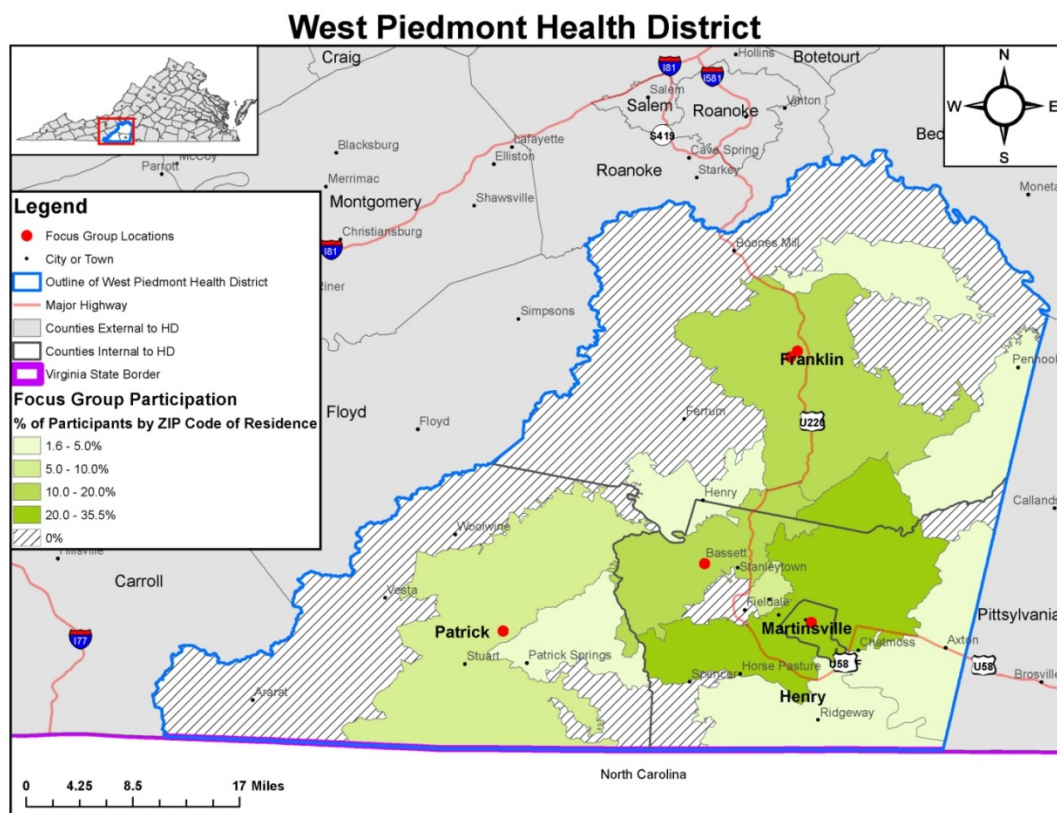 West Piedmont Health District
Craig
Botetourt
Hollins
I81
I581
Salem
Salem
Roanoke
Vinton
S419
Cave Spring
Starkey
Roanoke
N
W
E
S
Bed
Moneta
McCoy
Parrott
Blacksburg
Lafayette
Elliston
Merrimac
Montgomery
Shawsville
Christiansburg
I81
Riner
Simpsons
Boones Mill
Legend
Focus Group Locations
City or Town
Outline of West Piedmont Health District
Major Highway
Counties External to HD
Counties Internal to HD
Virginia State Border
Focus Group Participation
% of Participants by ZIP Code of Residence
1.6 - 5.0%
5.0 - 10.0%
10.0 - 20.0%
20.0 - 35.5%
0%
Franklin
Penhook
Floyd
Floyd
Ferrum
U220
Henry
Callands
Woolwine
Bassett
Stanleytown
Hillsville
Carroll
Vesta
Fieldale
Pittsylvania
Patrick
Martinsville
I77
Stuart
Patrick Springs
Chatmoss
Axton
U58
U58
Spencer
Horse Pasture
Brosville
Ararat
Henry
Ridgeway
North Carolina
0 4.25 8.5 17 Miles